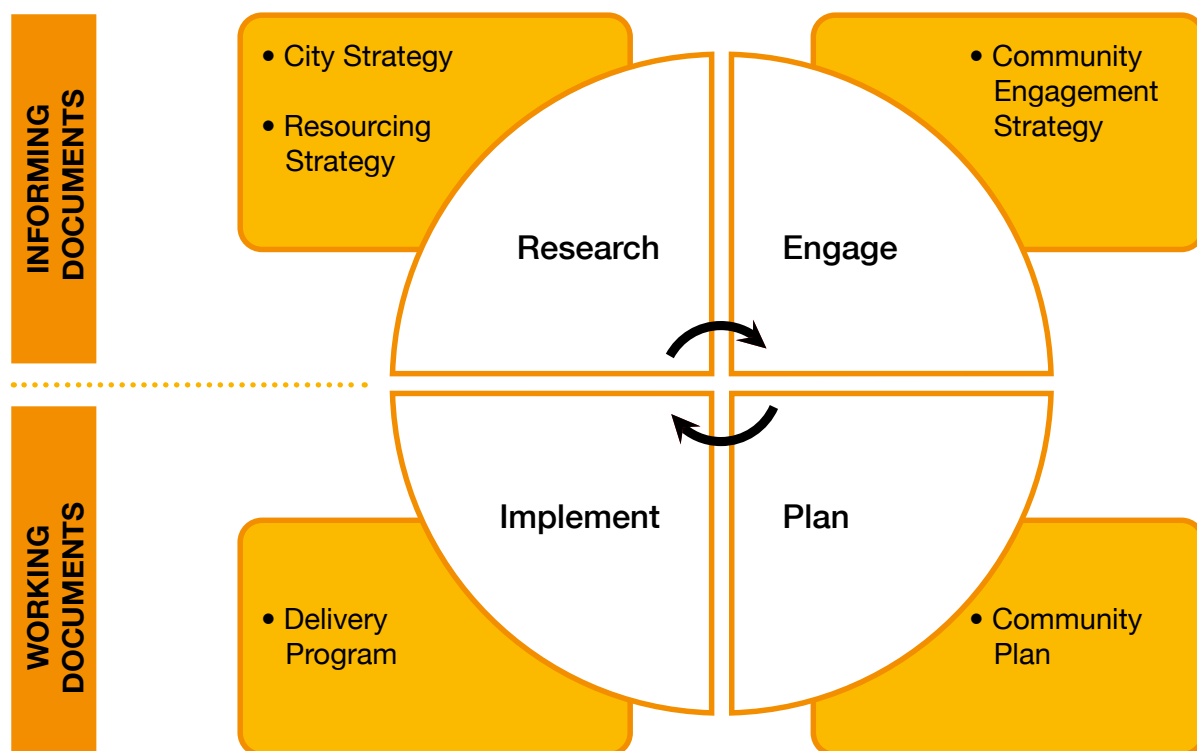 INFORMING
DOCUMENTS
• City Strategy
• Resourcing
Strategy
• Community
Engagement
Strategy
Research
Engage
WORKING
DOCUMENTS
Implement
Plan
• Delivery
Program
• Community
Plan